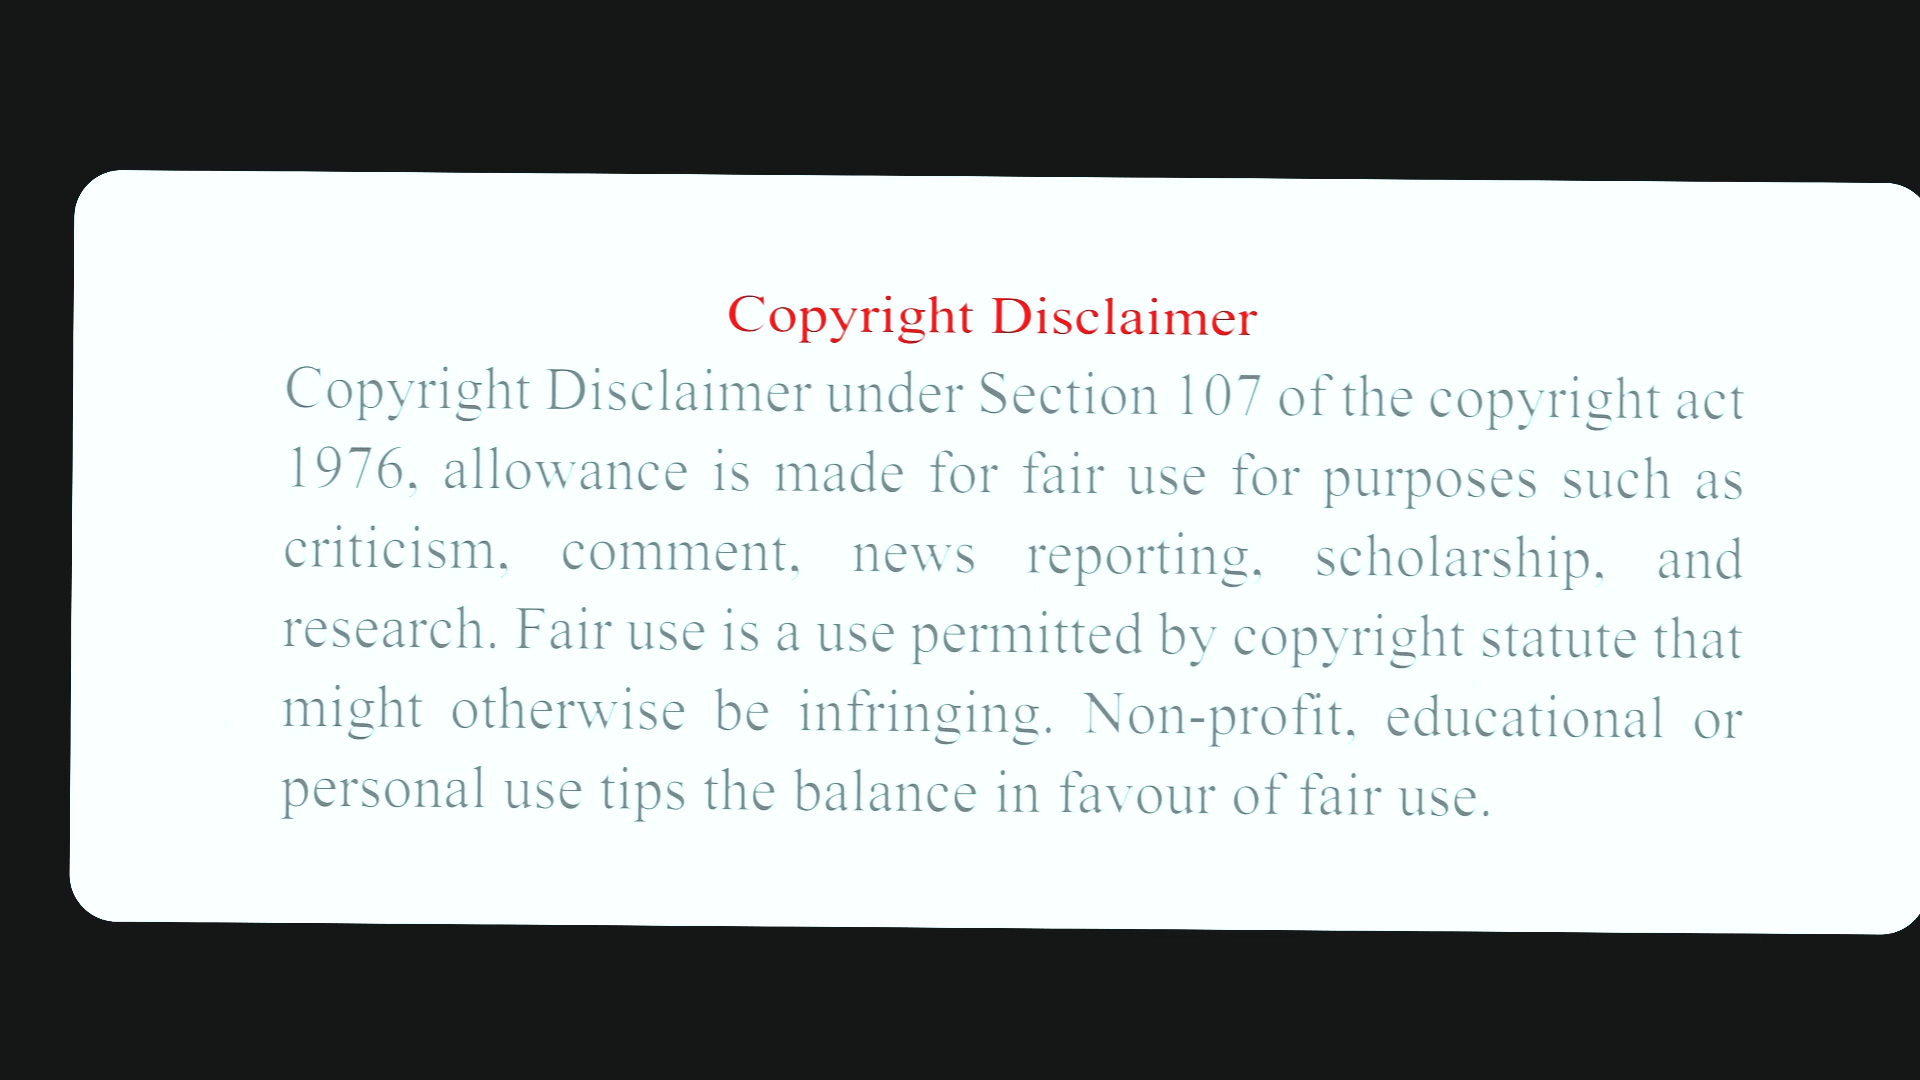 Copyright Disclaimer
Copyright Disclaimer under Section 107 of the copyright act
1976, allowance is made for fair use for purposes such as
criticism, comment, news reporting, scholarship, and
research. Fair use is a use permitted by copyright statute that
might otherwise be infringing. Non-profit, educational or
personal use tips the balance in favour of fair use.